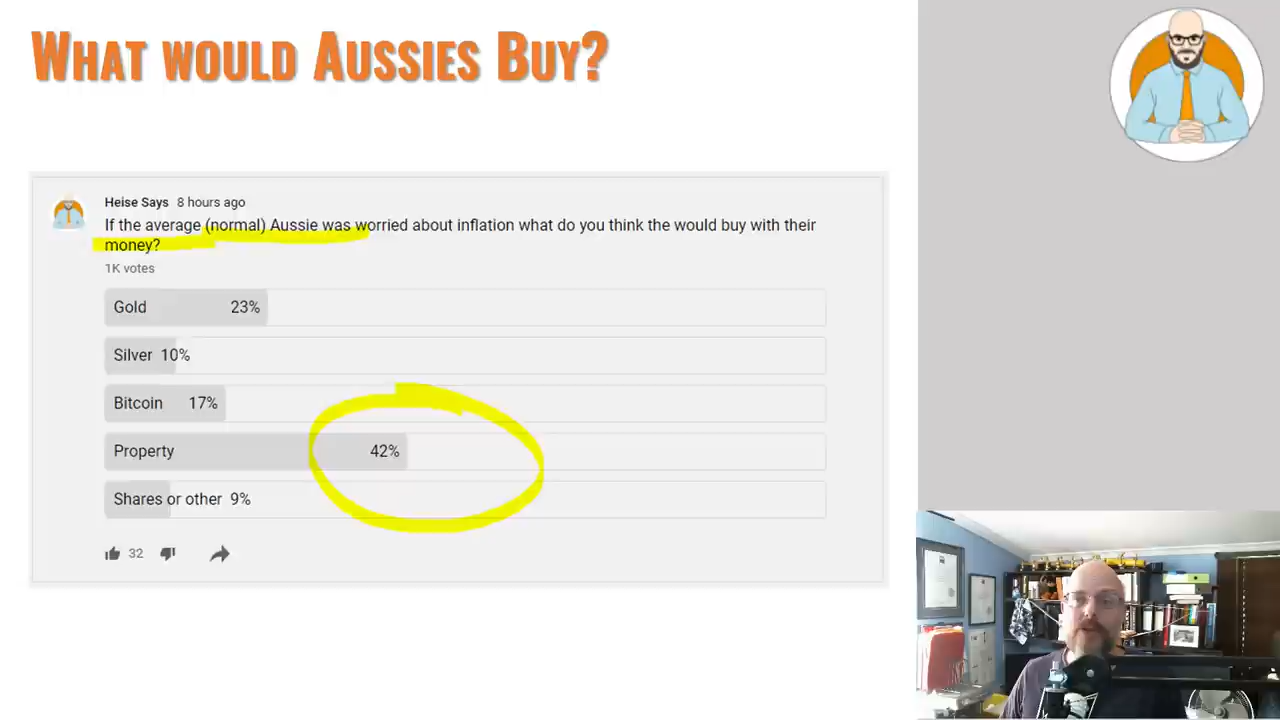 What would Aussies Buy?
Heise Says 8 hours ago
If the average (normal) Aussie was worried about inflation what do you think the would buy with their
money?
1K votes
Gold 23%
Silver 10%
Bitcoin 17%
Property 42%
Shares or other 9%
32